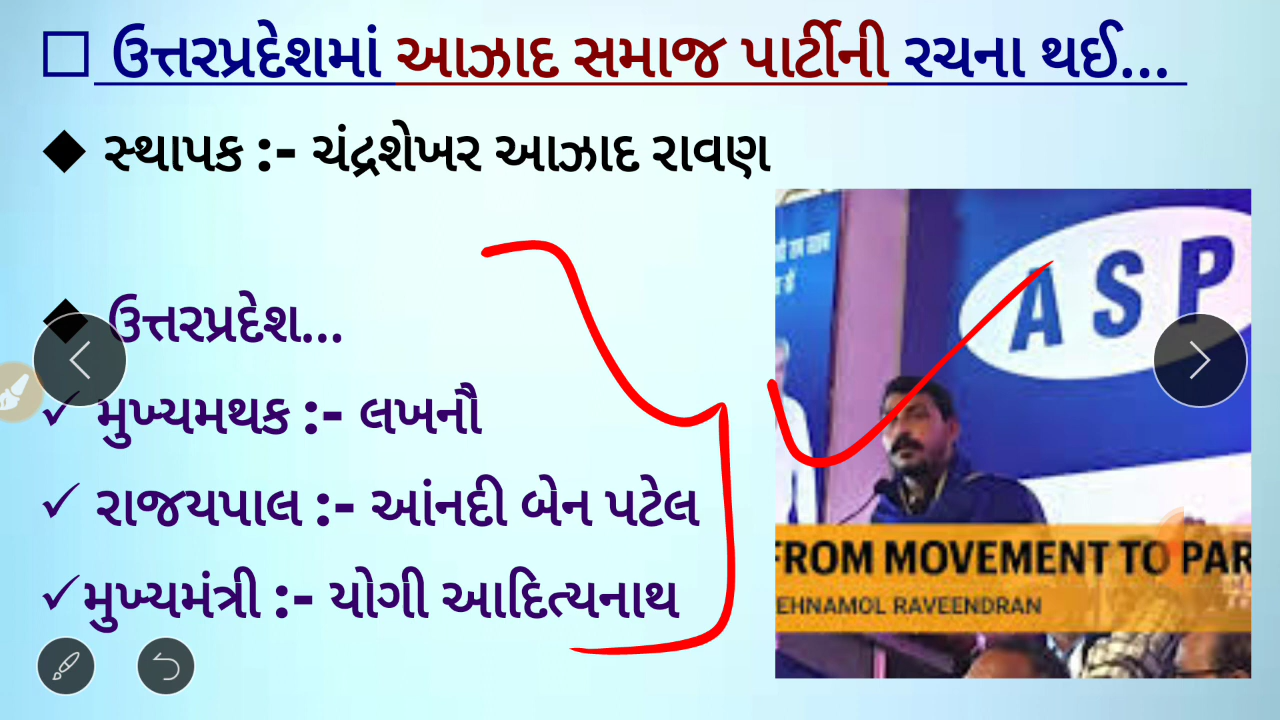 ઉત્તરપ્રદેશમાં આઝાદ સમાજ પાર્ટીની રચના થઈ...
સ્થાપક :- ચંદ્રશેખર આઝાદ રાવણ
ઉત્તરપ્રદેશ...
મુખ્યમથક :- લખનૌ
રાજયપાલ :- આંનદી બેન પટેલ
મુખ્યમંત્રી :- યોગી આદિત્યનાથ
ASP
FROM MOVEMENT TO PAR
EHNAMOL RAVEENDRAN